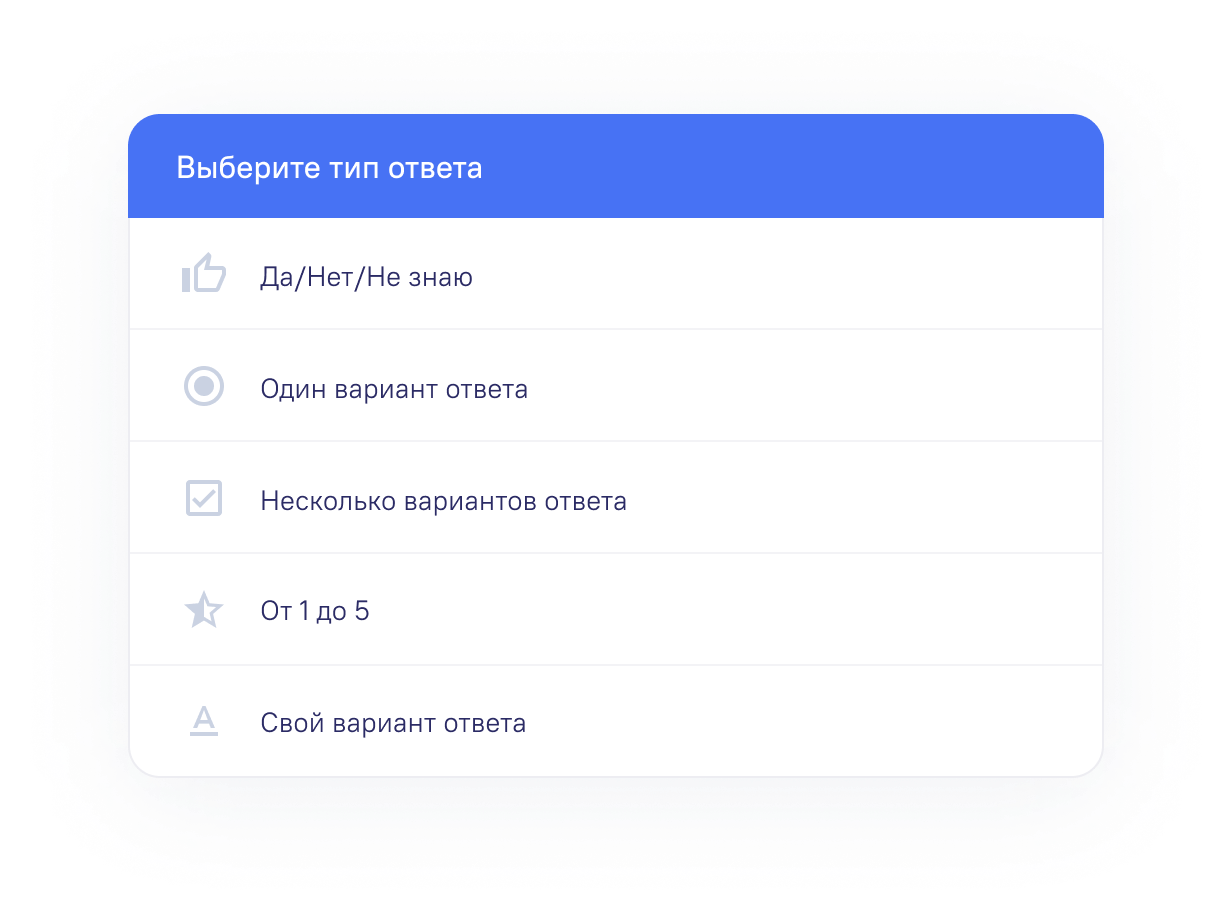 Выберите тип ответа
Да/Нет/Не знаю
Один вариант ответа
Несколько вариантов ответа
От 1 до 5
Свой вариант ответа